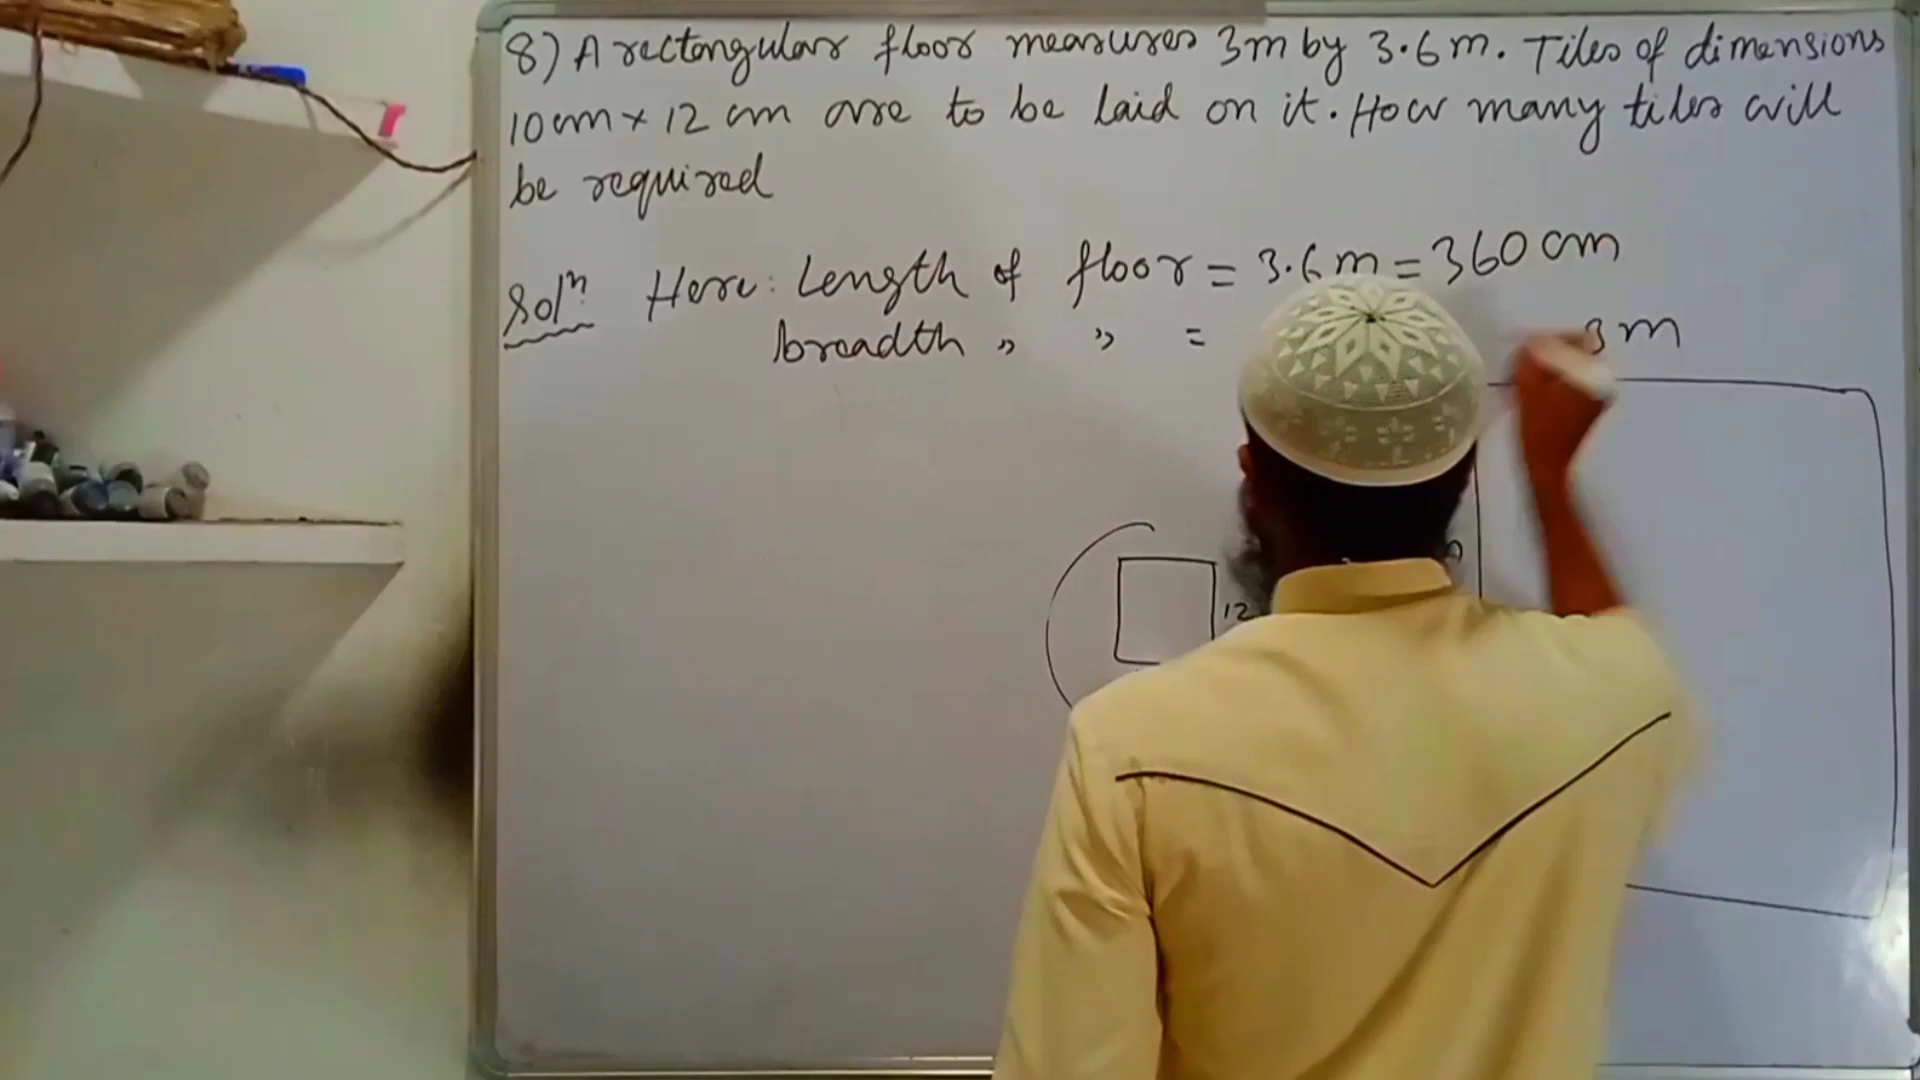 8) A rectangular floor measures 3m by 3.6 m. Tiles of dimensions
10cm × 12 cm are to be laid on it. How many tiles will
be required
Solⁿ. Here: Length of floor = 3.6 m = 360 cm
breadth " " = 3m
12